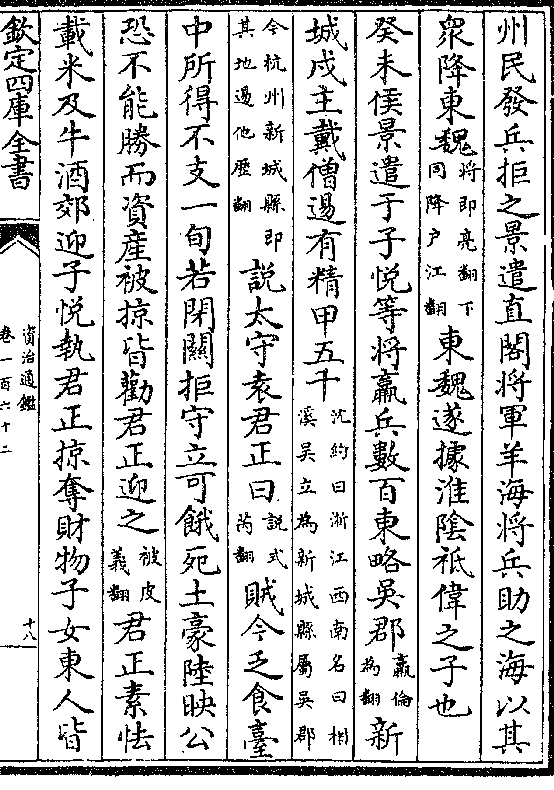 州民發兵拒之景遣直閣將軍羊海將兵助之海以其
衆降東魏將即亮翻下同降户江翻東魏遂據淮隂祗偉之子也
癸未侯景遣于子悦等將羸兵數百東略吳郡羸倫為翻新
城戍主戴僧逷有精甲五千沈約曰浙江西南名曰桐溪吳立為新城縣屬吳郡
今杭州新城縣即其地逷他歴翻說太守袁君正曰説式芮翻賊今乏食臺
中所得不支一旬若閉關拒守立可餓死土豪陸映公
恐不能勝而資産被掠皆勸君正迎之被皮義翻君正素怯
載米及牛酒郊迎子悦執君正掠奪財物子女東人皆
欽定四庫全書
資治通鑑
卷一百六十二
十八